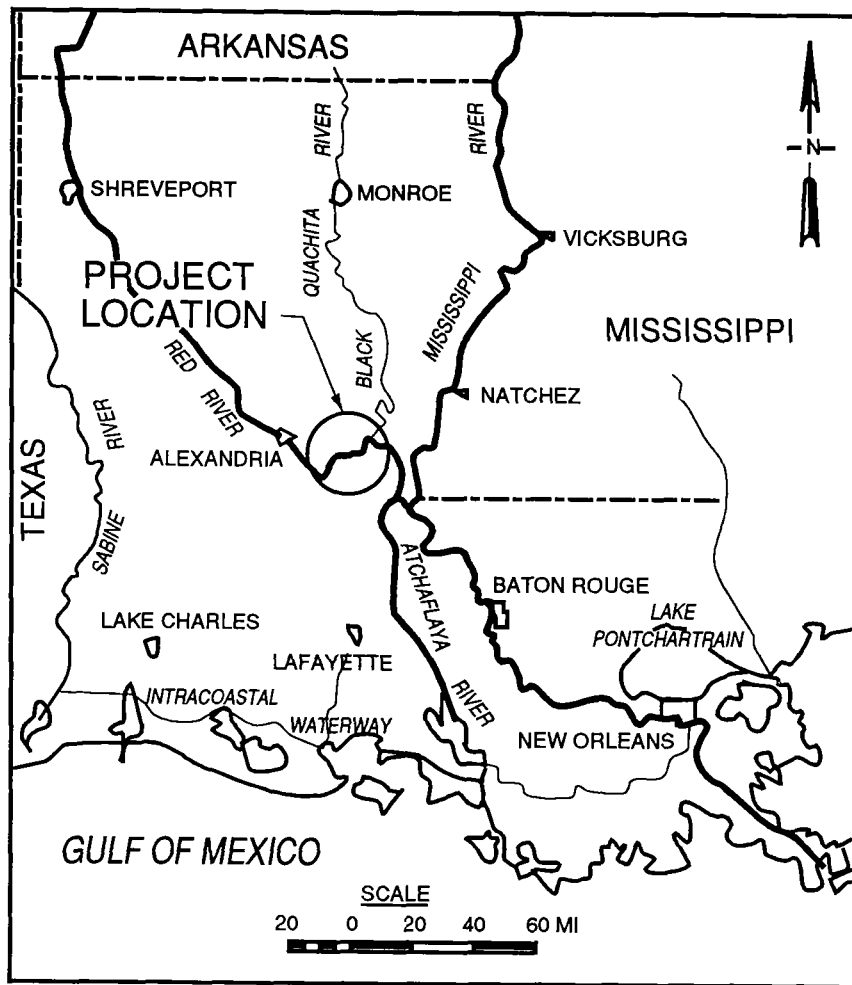 ARKANSAS
RIVER
RIVER
N
SHREVEPORT
MONROE
QUACHITA
VICKSBURG
PROJECT
LOCATION
MISSISSIPPI
MISSISSIPPI
BLACK
RED
RIVER
NATCHEZ
ALEXANDRIA
TEXAS
RIVER
SABINE
ATCHAFLAYA
RIVER
BATON ROUGE
LAKE
PONTCHARTRAIN
LAKE CHARLES
LAFAYETTE
INTRACOASTAL
WATERWAY
NEW ORLEANS
GULF OF MEXICO
SCALE
20 0 20 40 60 MI